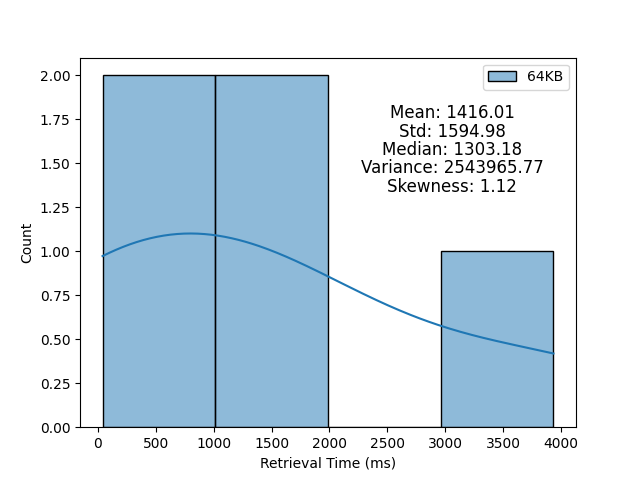 64KB
Mean: 1416.01
Std: 1594.98
Median: 1303.18
Variance: 2543965.77
Skewness: 1.12
2.00
1.75
1.50
1.25
1.00
0.75
0.50
0.25
0.00
Count
0 500 1000 1500 2000 2500 3000 3500 4000
Retrieval Time (ms)